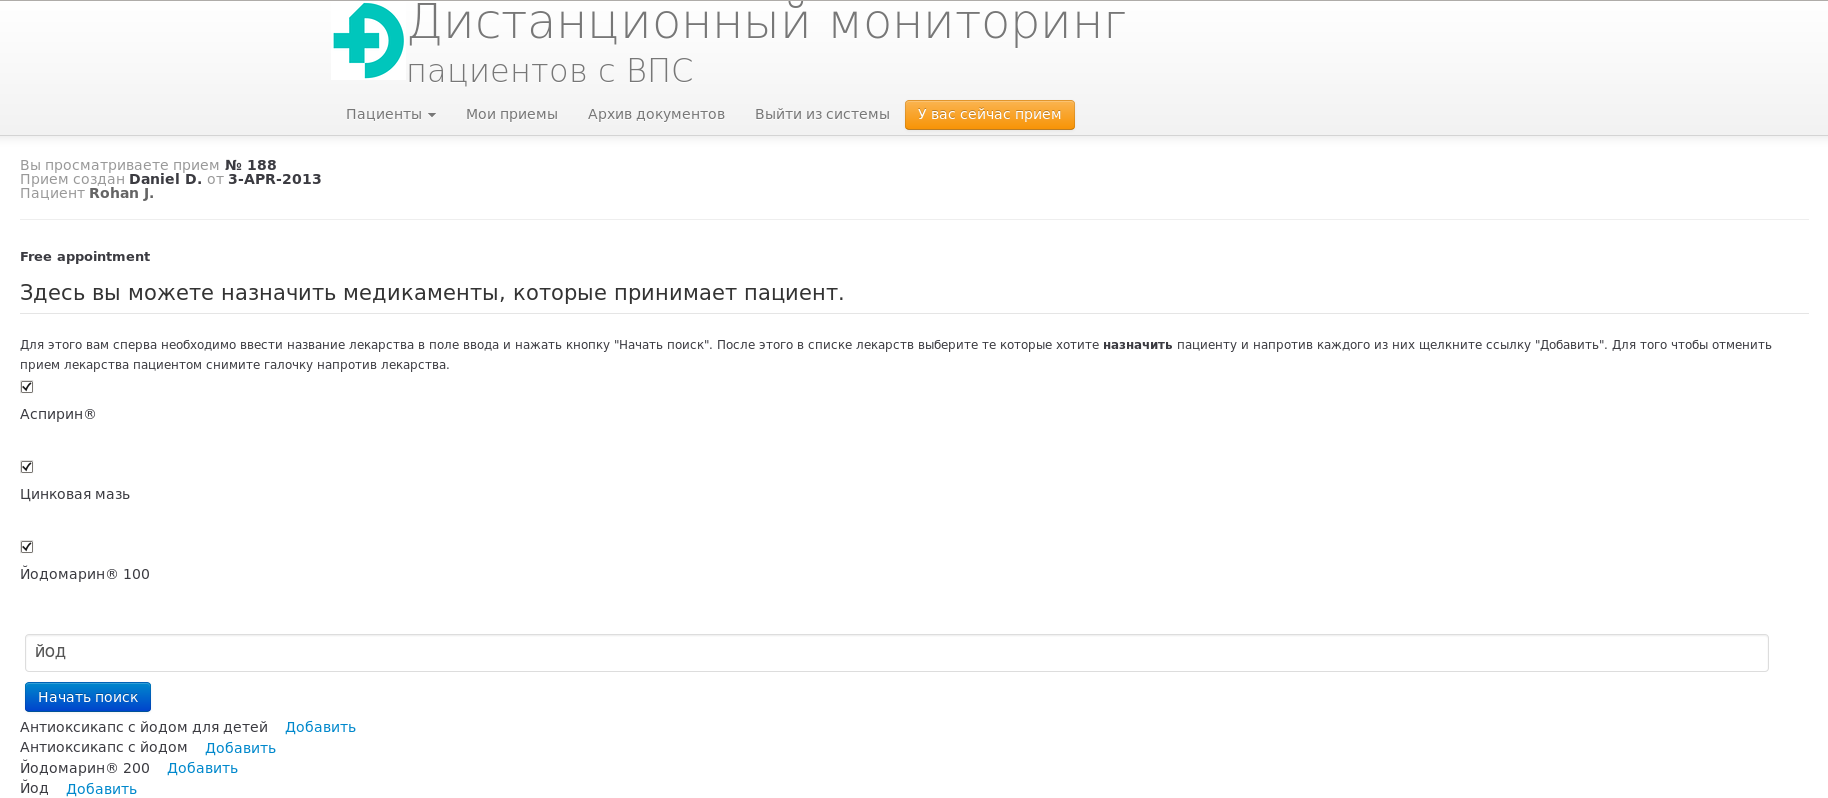 Дистанционный мониторинг
пациентов с ВПС
Пациенты Мои приемы Архив документов Выйти из системы У вас сейчас прием
Вы просматриваете прием № 188
Прием создан Daniel D. от 3-APR-2013
Пациент Rohan J.
Free appointment
Здесь вы можете назначить медикаменты, которые принимает пациент.
Для этого вам сперва необходимо ввести название лекарства в поле ввода и нажать кнопку "Начать поиск". После этого в списке лекарств выберите те которые хотите назначить пациенту и напротив каждого из них щелкните ссылку "Добавить". Для того чтобы отменить
прием лекарства пациентом снимите галочку напротив лекарства.
Аспирин®
Цинковая мазь
Йодомарин® 100
йод
Начать поиск
Антиоксикапс с йодом для детей Добавить
Антиоксикапс с йодом Добавить
Йодомарин® 200 Добавить
Йод Добавить